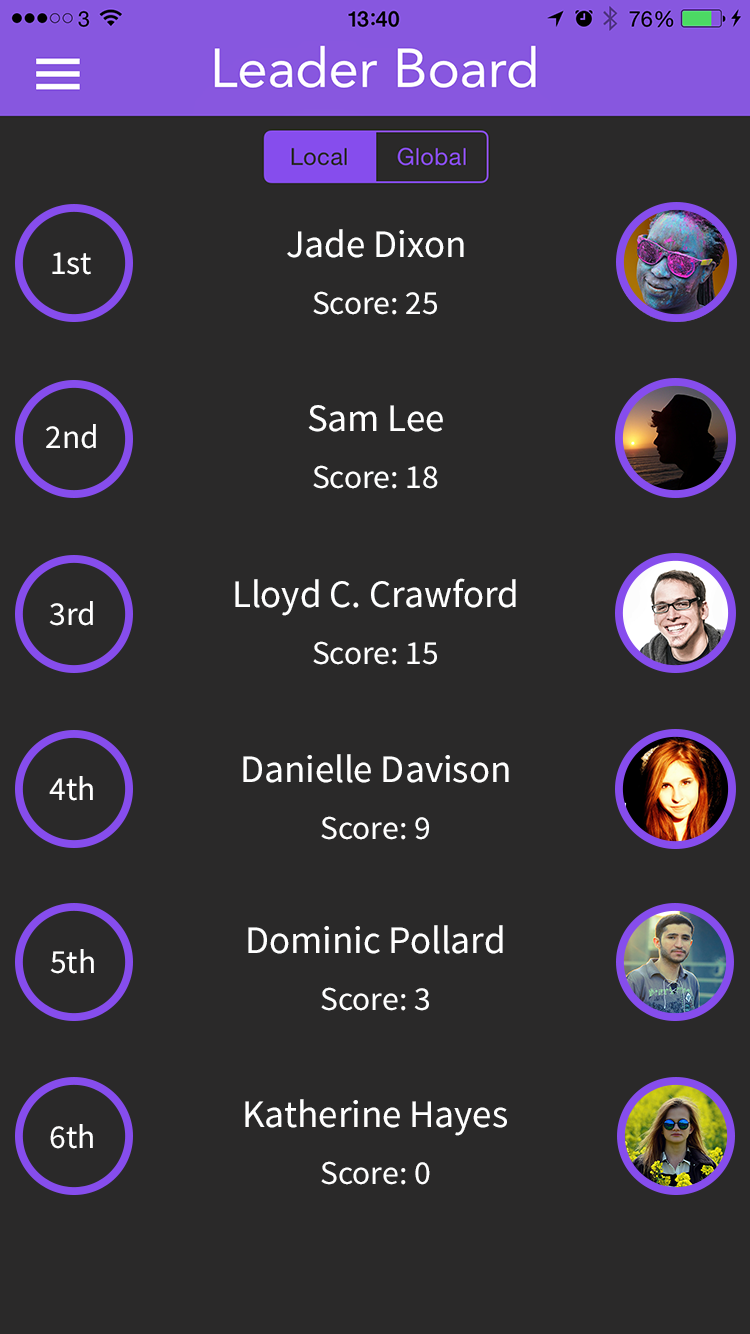 3 13:40 76%
Leader Board
Local Global
1st
Jade Dixon
Score: 25
2nd
Sam Lee
Score: 18
3rd
Lloyd C. Crawford
Score: 15
4th
Danielle Davison
Score: 9
5th
Dominic Pollard
Score: 3
6th
Katherine Hayes
Score: 0